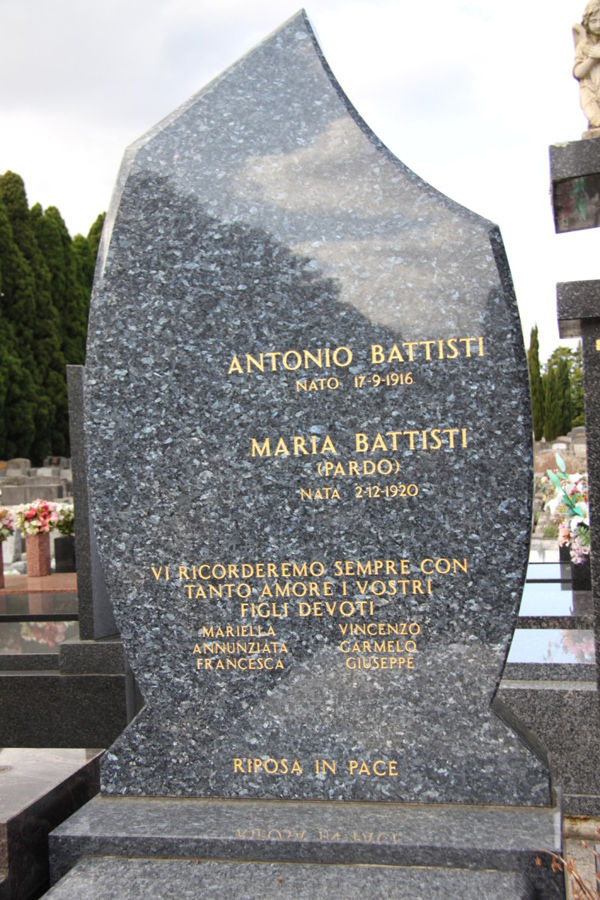 ANTONIO BATTISTI
NATO 17-9-1916
MARIA BATTISTI
(PARDO)
NATA 2-12-1920
VI RICORDEREMO SEMPRE CON
TANTO AMORE I VOSTRI
FIGLI DEVOTI
MARIELLA VINCENZO
ANNUNZIATA CARMELO
FRANCESCA GIUSEPPE
RIPOSA IN PACE